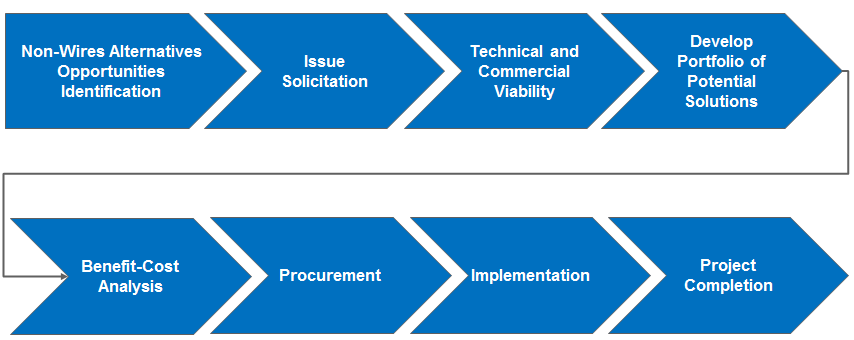 Non-Wires Alternatives
Opportunities
Identification
Issue
Solicitation
Technical and
Commercial
Viability
Develop
Portfolio of
Potential
Solutions
Benefit-Cost
Analysis
Procurement
Implementation
Project
Completion